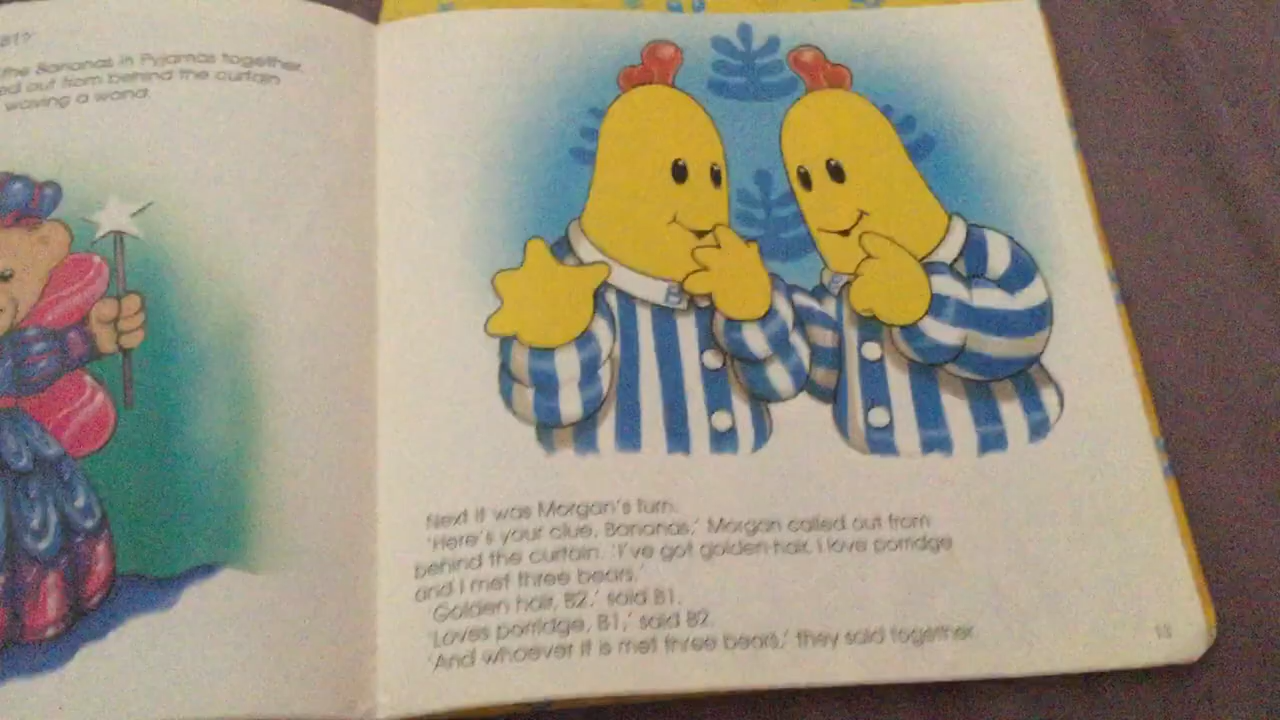 B1?'
the Bananas in Pyjamas together.
ed out from behind the curtain
waving a wand.
Next it was Morgan's turn.
'Here's your clue, Bananas,' Morgan called out from
behind the curtain. 'I've got golden hair, I love porridge
and I met three bears.'
'Golden hair, B2,' said B1.
'Loves porridge, B1,' said B2.
'And whoever it is met three bears,' they said together.